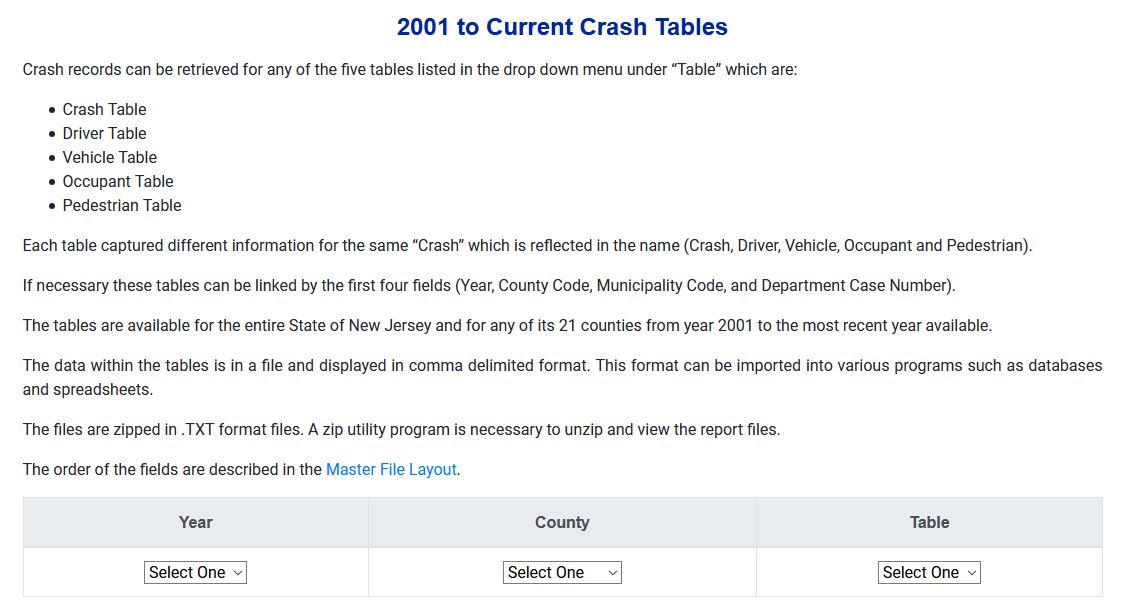 2001 to Current Crash Tables
Crash records can be retrieved for any of the five tables listed in the drop down menu under “Table” which are:
• Crash Table
• Driver Table
• Vehicle Table
• Occupant Table
• Pedestrian Table
Each table captured different information for the same “Crash” which is reflected in the name (Crash, Driver, Vehicle, Occupant and Pedestrian).
If necessary these tables can be linked by the first four fields (Year, County Code, Municipality Code, and Department Case Number).
The tables are available for the entire State of New Jersey and for any of its 21 counties from year 2001 to the most recent year available.
The data within the tables is in a file and displayed in comma delimited format. This format can be imported into various programs such as databases
and spreadsheets.
The files are zipped in .TXT format files. A zip utility program is necessary to unzip and view the report files.
The order of the fields are described in the Master File Layout.
Year County Table
Select One Select One Select One